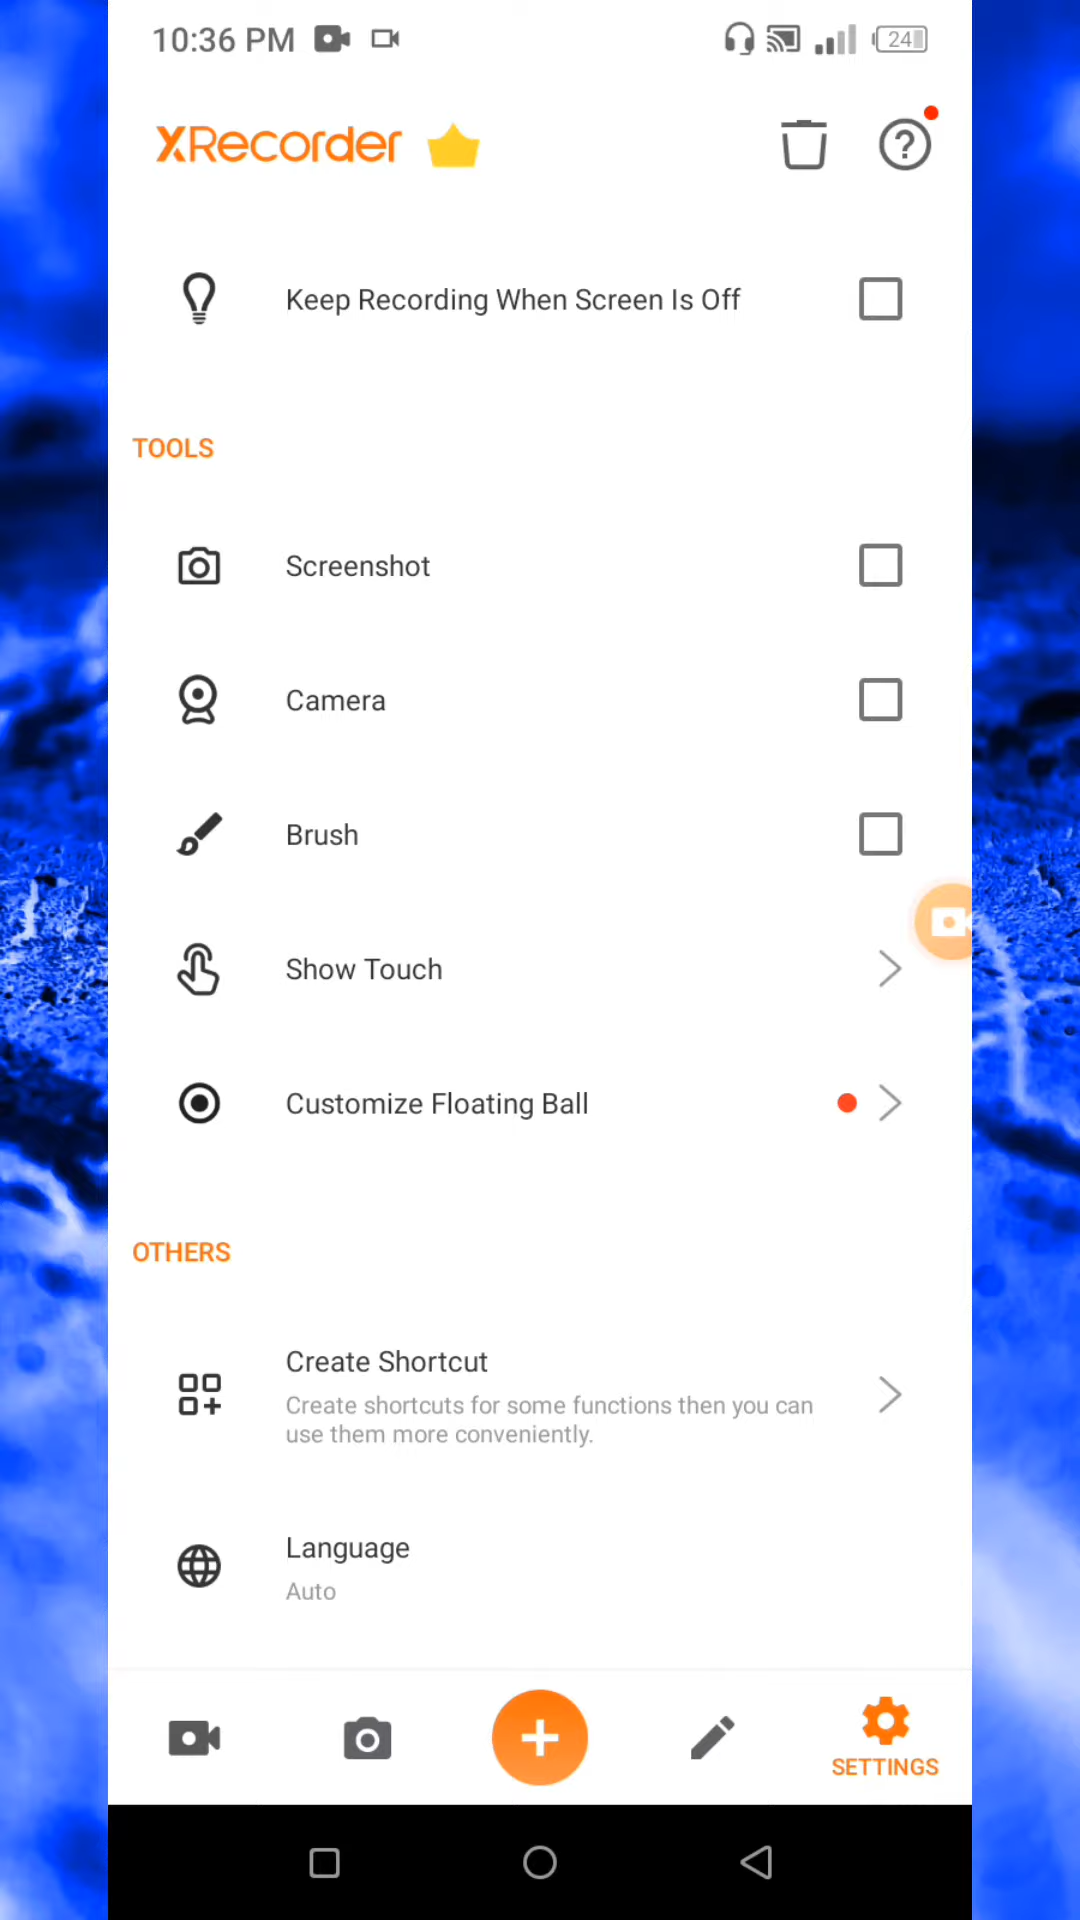 10:36 PM
24
XRecorder
Keep Recording When Screen Is Off
TOOLS
Screenshot
Camera
Brush
Show Touch
Customize Floating Ball
OTHERS
Create Shortcut
Create shortcuts for some functions then you can
use them more conveniently.
Language
Auto
SETTINGS